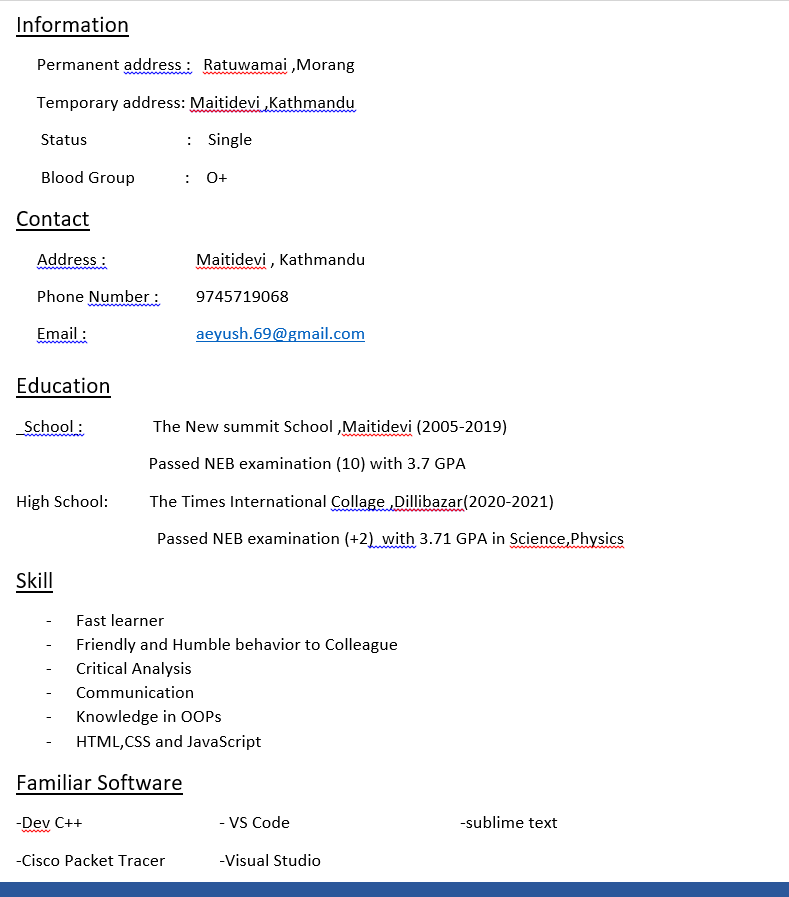 Information
Permanent address : Ratuwamai ,Morang
Temporary address: Maitidevi ,Kathmandu
Status : Single
Blood Group : O+
Contact
Address : Maitidevi , Kathmandu
Phone Number : 9745719068
Email : aeyush.69@gmail.com
Education
_School : The New summit School ,Maitidevi (2005-2019)
Passed NEB examination (10) with 3.7 GPA
High School: The Times International Collage ,Dillibazar(2020-2021)
Passed NEB examination (+2) with 3.71 GPA in Science,Physics
Skill
- Fast learner
- Friendly and Humble behavior to Colleague
- Critical Analysis
- Communication
- Knowledge in OOPs
- HTML,CSS and JavaScript
Familiar Software
-Dev C++ - VS Code -sublime text
-Cisco Packet Tracer -Visual Studio